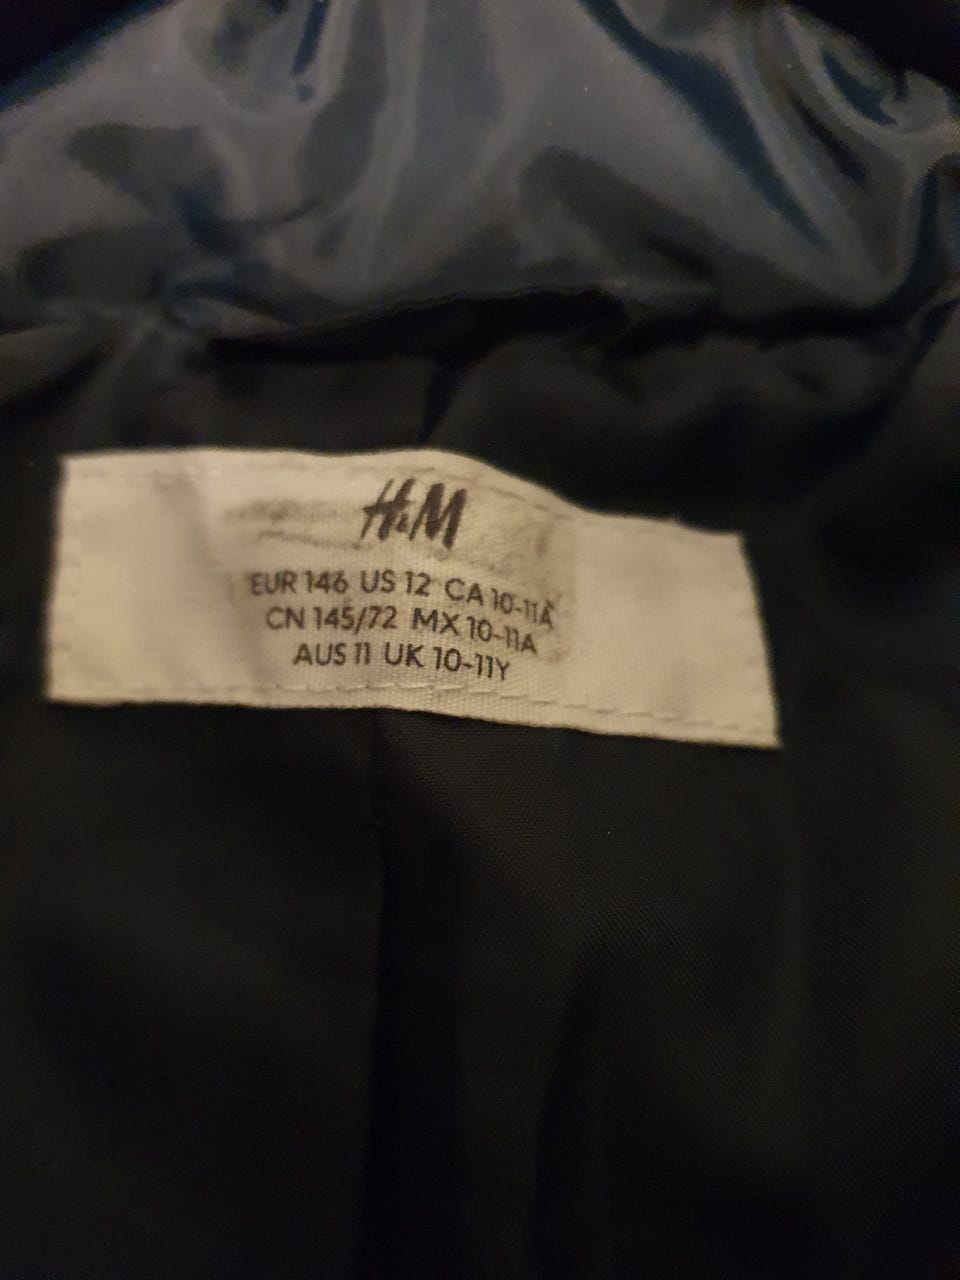 H&M
EUR 146 US 12 CA 10-11A
CN 145/72 MX 10-11A
AUS 11 UK 10-11Y